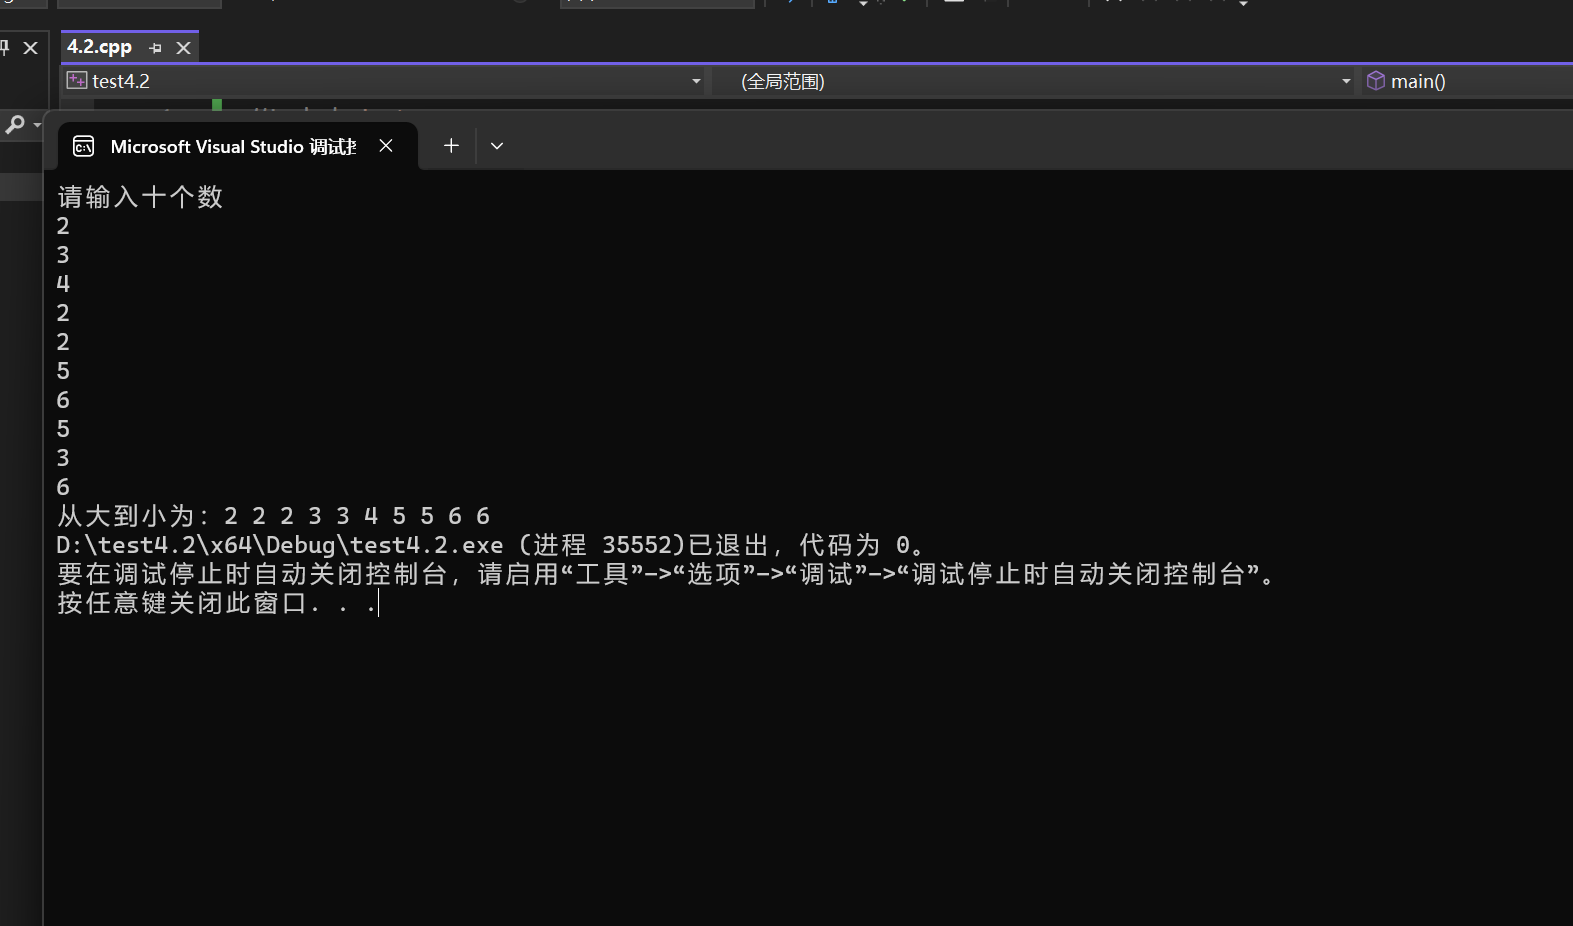 4.2.cpp
test4.2
(全局范围)
main()
Microsoft Visual Studio 调试控
请输入十个数
2
3
4
2
2
5
6
5
3
6
从大到小为：2 2 2 3 3 4 5 5 6 6
D:\test4.2\x64\Debug\test4.2.exe (进程 35552)已退出，代码为 0。
要在调试停止时自动关闭控制台，请启用“工具”->“选项”->“调试”->“调试停止时自动关闭控制台”。
按任意键关闭此窗口. . .